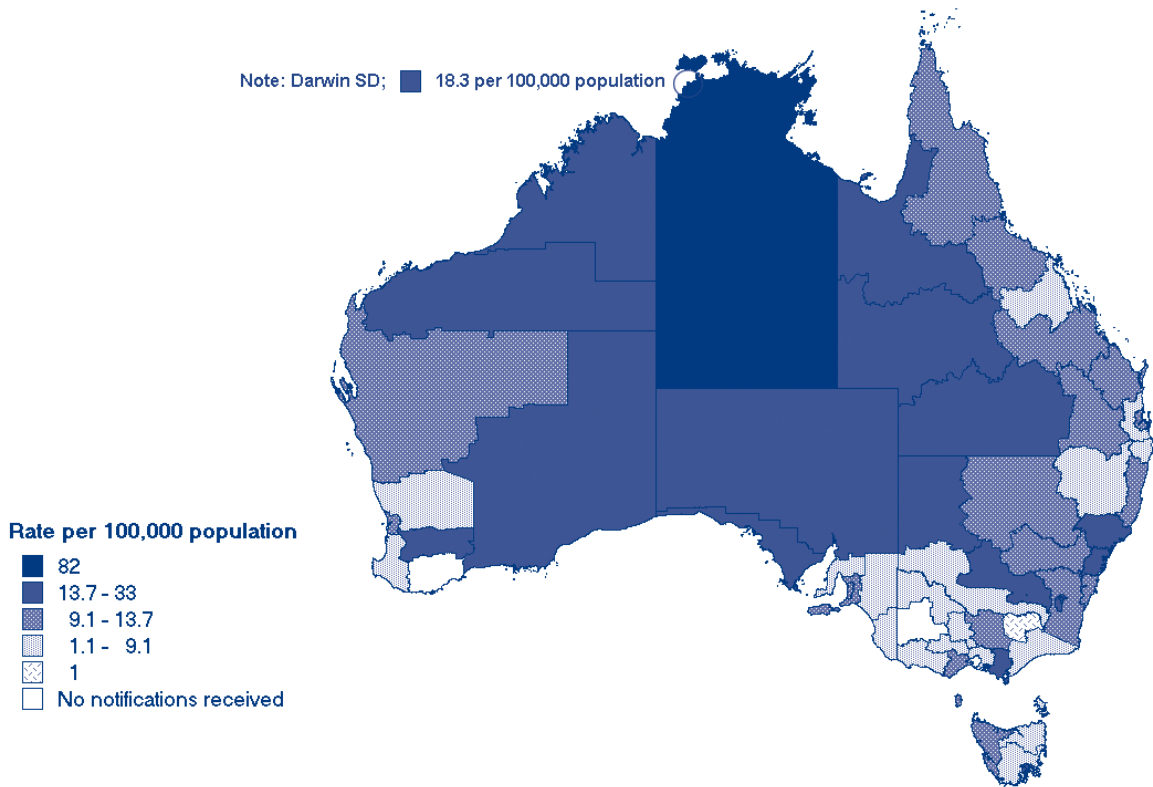 Note: Darwin SD; 18.3 per 100,000 population
Rate per 100,000 population
82
13.7 - 33
9.1 - 13.7
1.1 - 9.1
1
No notifications received